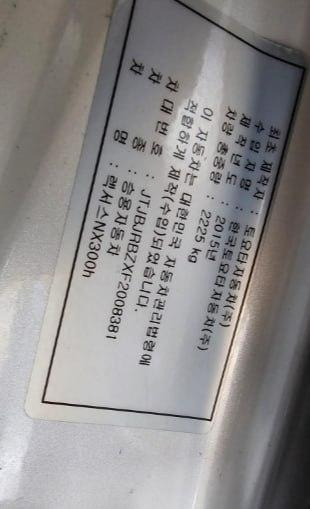 최초 제작자 : 토요타자동차(주)
수 입 자 명 : 한국토요타자동차(주)
제 작 년 도 : 2015년
차량 총중량 : 2225kg
이 자동차는 대한민국 자동차관리법령에
적합하게 제작(수입)되었습니다.
차 대 번 호 : JTJBJRBZXF2008381
차 종 : 승용자동차
차 명 : 렉서스NX300h